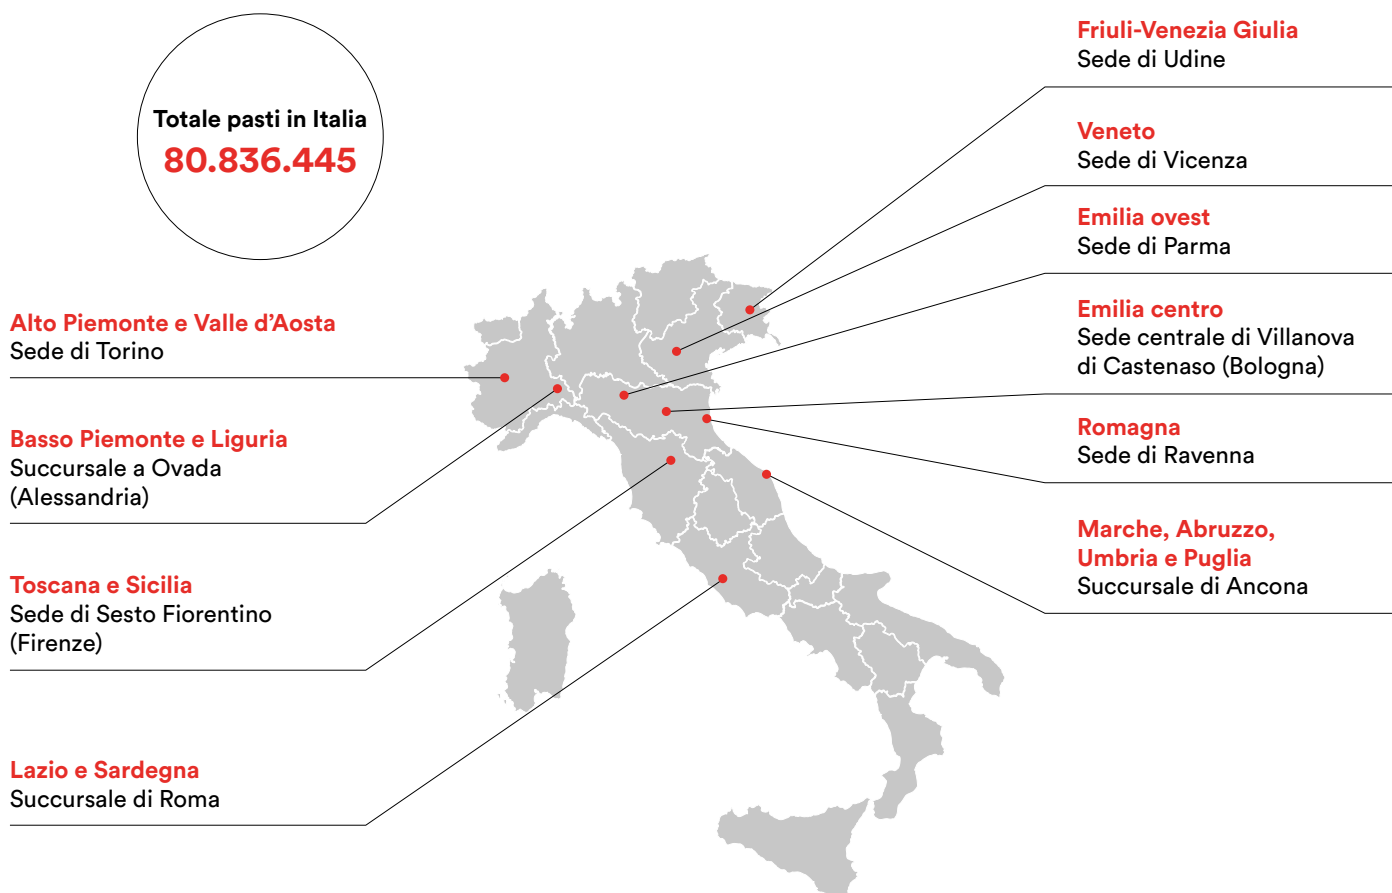 Totale pasti in Italia
80.836.445
Alto Piemonte e Valle d’Aosta
Sede di Torino
Basso Piemonte e Liguria
Succursale a Ovada
(Alessandria)
Toscana e Sicilia
Sede di Sesto Fiorentino
(Firenze)
Lazio e Sardegna
Succursale di Roma
Friuli-Venezia Giulia
Sede di Udine
Veneto
Sede di Vicenza
Emilia ovest
Sede di Parma
Emilia centro
Sede centrale di Villanova
di Castenaso (Bologna)
Romagna
Sede di Ravenna
Marche, Abruzzo,
Umbria e Puglia
Succursale di Ancona